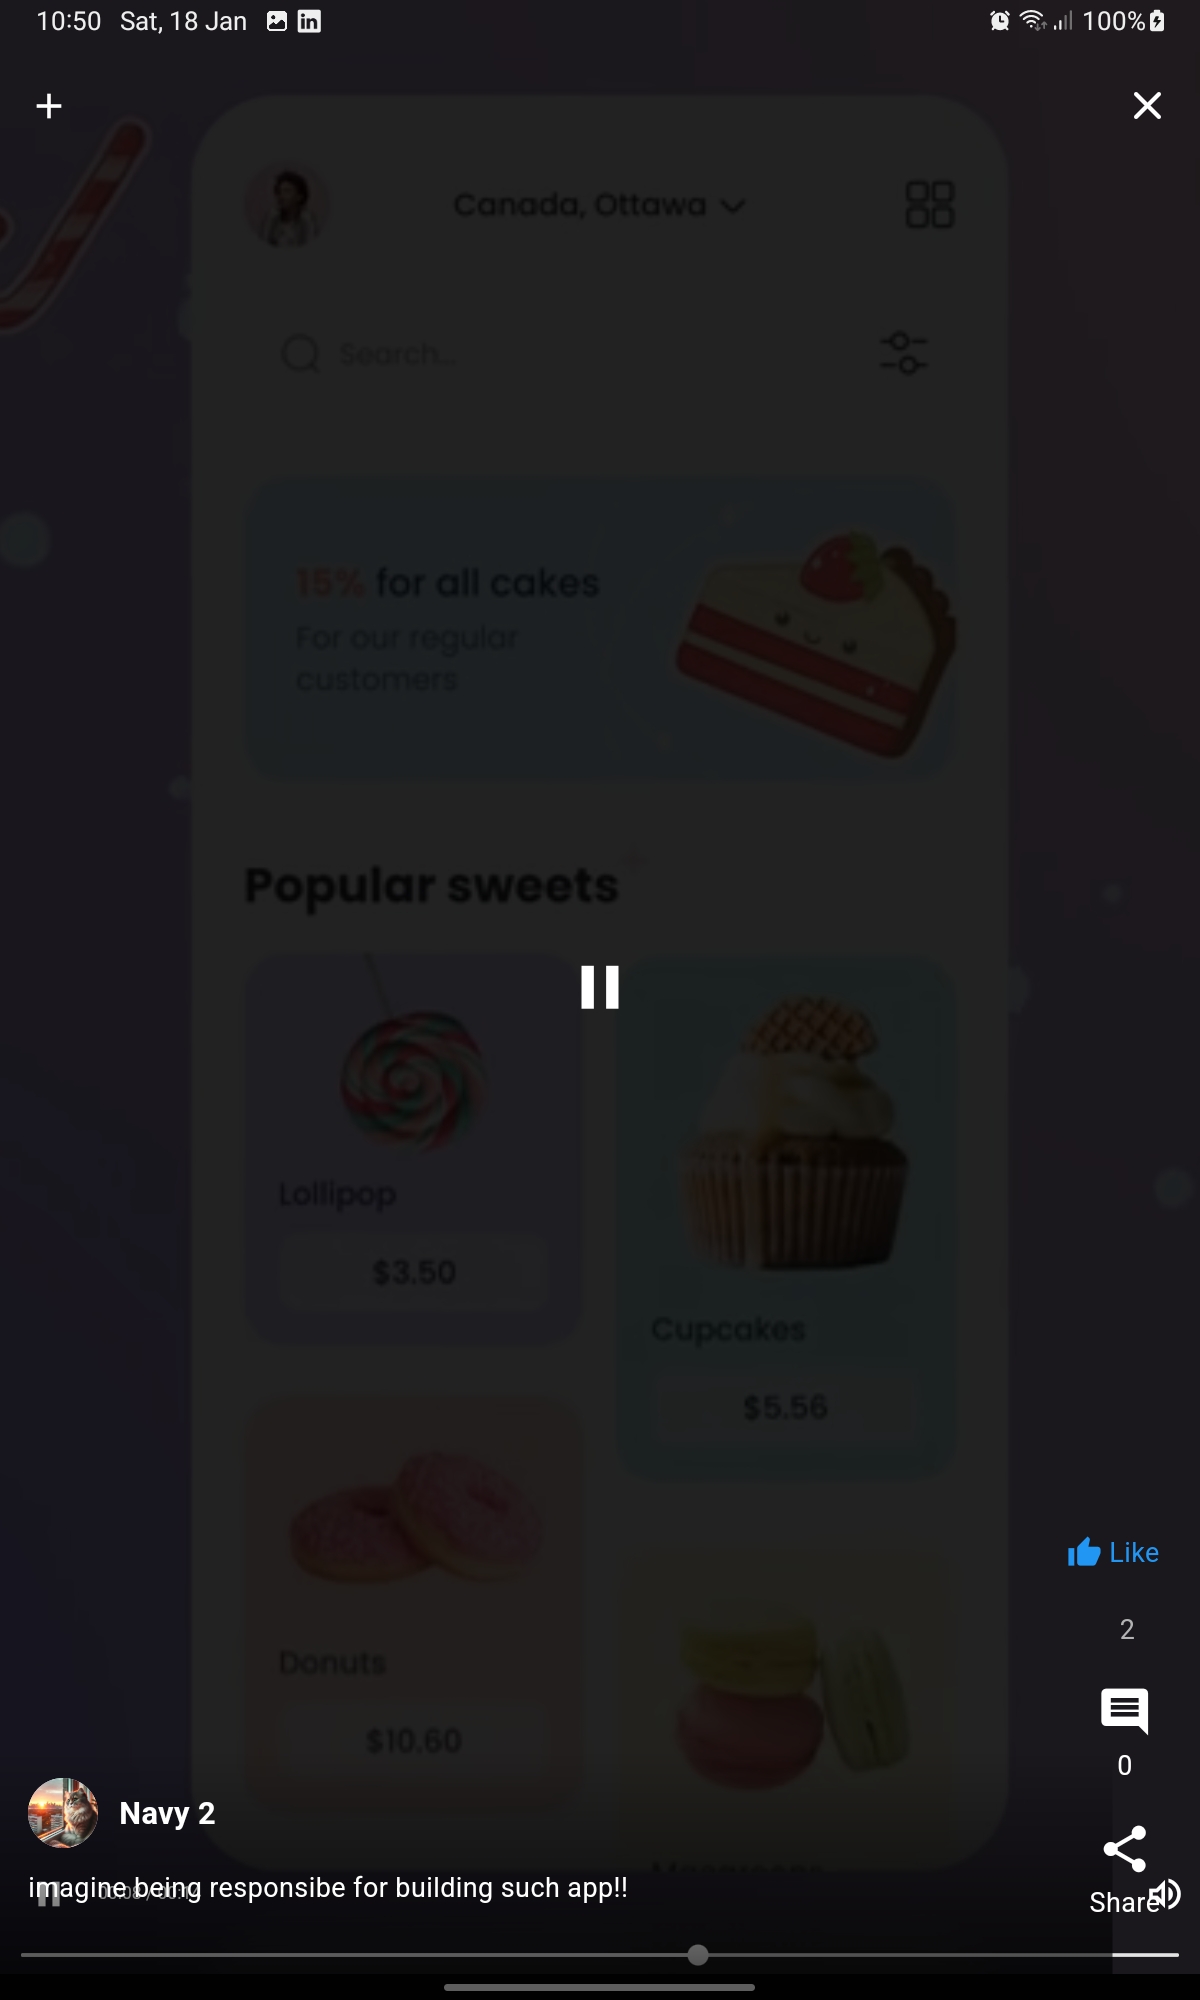 10:50 Sat, 18 Jan
100%
Canada, Ottawa
Search...
15% for all cakes
For our regular
customers
Popular sweets
Lollipop
$3.50
Cupcakes
$5.56
Donuts
$10.60
Like
2
0
Navy 2
imagine being responsibe for building such app!!
Share